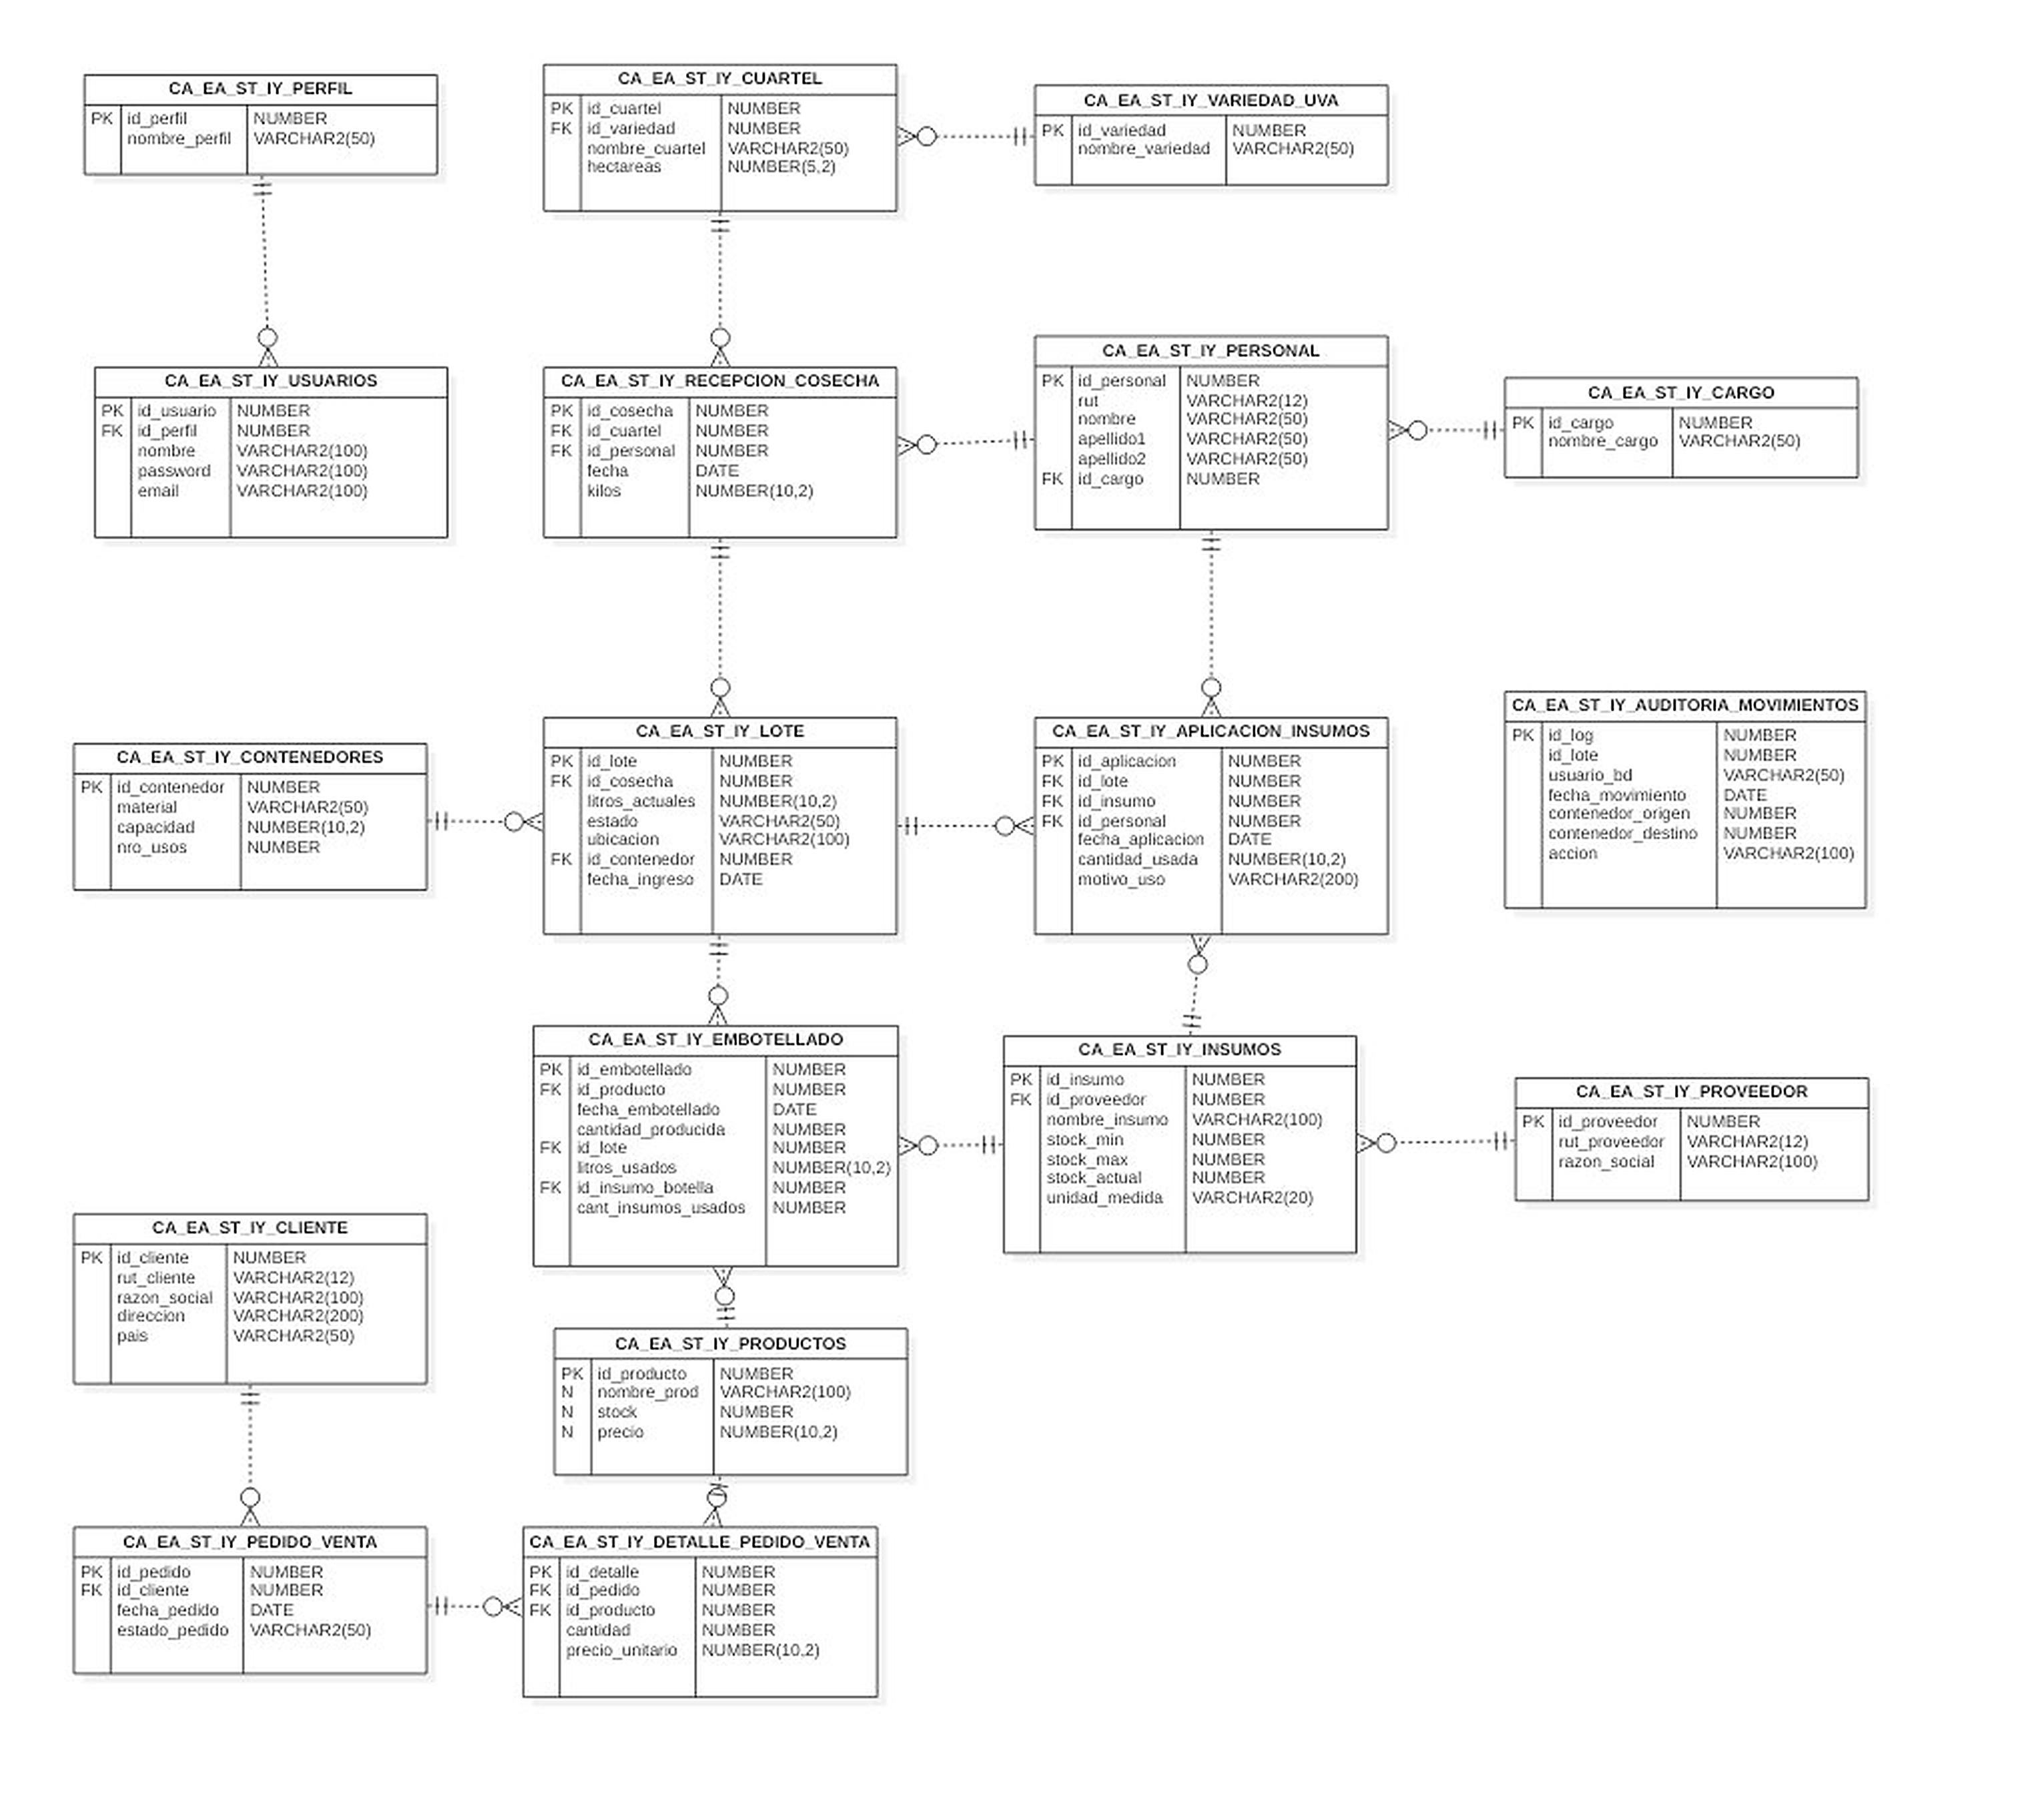 CA_EA_ST_IY_PERFIL
PK id_perfil NUMBER
nombre_perfil VARCHAR2(50)
CA_EA_ST_IY_CUARTEL
PK id_cuartel NUMBER
FK id_variedad NUMBER
nombre_cuartel VARCHAR2(50)
hectareas NUMBER(5,2)
CA_EA_ST_IY_VARIEDAD_UVA
PK id_variedad NUMBER
nombre_variedad VARCHAR2(50)
CA_EA_ST_IY_USUARIOS
PK id_usuario NUMBER
FK id_perfil NUMBER
nombre VARCHAR2(100)
password VARCHAR2(100)
email VARCHAR2(100)
CA_EA_ST_IY_RECEPCION_COSECHA
PK id_cosecha NUMBER
FK id_cuartel NUMBER
FK id_personal NUMBER
fecha DATE
kilos NUMBER(10,2)
CA_EA_ST_IY_PERSONAL
PK id_personal NUMBER
rut VARCHAR2(12)
nombre VARCHAR2(50)
apellido1 VARCHAR2(50)
apellido2 VARCHAR2(50)
FK id_cargo NUMBER
CA_EA_ST_IY_CARGO
PK id_cargo NUMBER
nombre_cargo VARCHAR2(50)
CA_EA_ST_IY_CONTENEDORES
PK id_contenedor NUMBER
material VARCHAR2(50)
capacidad NUMBER(10,2)
nro_usos NUMBER
CA_EA_ST_IY_LOTE
PK id_lote NUMBER
FK id_cosecha NUMBER
litros_actuales NUMBER(10,2)
estado VARCHAR2(50)
ubicacion VARCHAR2(100)
FK id_contenedor NUMBER
fecha_ingreso DATE
CA_EA_ST_IY_APLICACION_INSUMOS
PK id_aplicacion NUMBER
FK id_lote NUMBER
FK id_insumo NUMBER
FK id_personal NUMBER
fecha_aplicacion DATE
cantidad_usada NUMBER(10,2)
motivo_uso VARCHAR2(200)
CA_EA_ST_IY_AUDITORIA_MOVIMIENTOS
PK id_log NUMBER
id_lote NUMBER
usuario_bd VARCHAR2(50)
fecha_movimiento DATE
contenedor_origen NUMBER
contenedor_destino NUMBER
accion VARCHAR2(100)
CA_EA_ST_IY_EMBOTELLADO
PK id_embotellado NUMBER
FK id_producto NUMBER
fecha_embotellado DATE
cantidad_producida NUMBER
FK id_lote NUMBER
litros_usados NUMBER(10,2)
FK id_insumo_botella NUMBER
cant_insumos_usados NUMBER
CA_EA_ST_IY_INSUMOS
PK id_insumo NUMBER
FK id_proveedor NUMBER
nombre_insumo VARCHAR2(100)
stock_min NUMBER
stock_max NUMBER
stock_actual NUMBER
unidad_medida VARCHAR2(20)
CA_EA_ST_IY_PROVEEDOR
PK id_proveedor NUMBER
rut_proveedor VARCHAR2(12)
razon_social VARCHAR2(100)
CA_EA_ST_IY_CLIENTE
PK id_cliente NUMBER
rut_cliente VARCHAR2(12)
razon_social VARCHAR2(100)
direccion VARCHAR2(200)
pais VARCHAR2(50)
CA_EA_ST_IY_PRODUCTOS
PK id_producto NUMBER
N nombre_prod VARCHAR2(100)
N stock NUMBER
N precio NUMBER(10,2)
CA_EA_ST_IY_PEDIDO_VENTA
PK id_pedido NUMBER
FK id_cliente NUMBER
fecha_pedido DATE
estado_pedido VARCHAR2(50)
CA_EA_ST_IY_DETALLE_PEDIDO_VENTA
PK id_detalle NUMBER
FK id_pedido NUMBER
FK id_producto NUMBER
cantidad NUMBER
precio_unitario NUMBER(10,2)